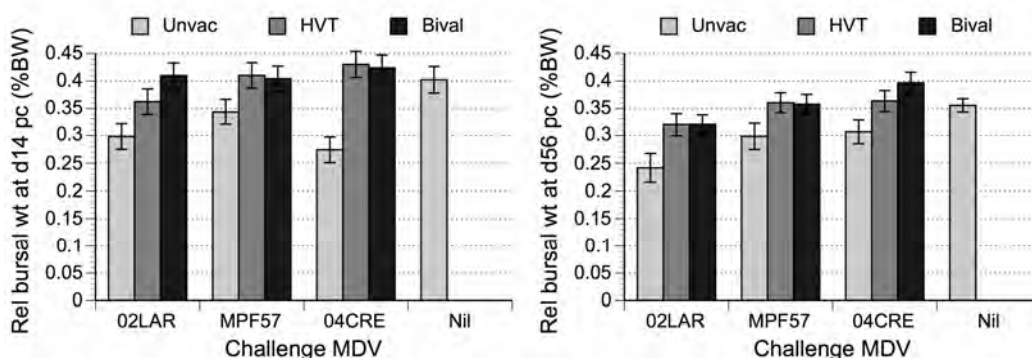 Unvac HVT Bival
Rel bursal wt at d14 pc (%BW)
0.45
0.4
0.35
0.3
0.25
0.2
0.15
0.1
0.05
0
02LAR MPF57 04CRE Nil
Challenge MDV
Unvac HVT Bival
Rel bursal wt at d56 pc (%BW)
0.45
0.4
0.35
0.3
0.25
0.2
0.15
0.1
0.05
0
02LAR MPF57 04CRE Nil
Challenge MDV